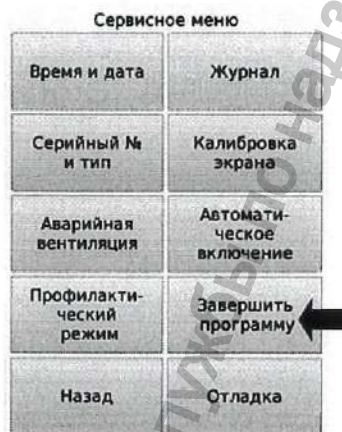 Сервисное меню
Время и дата
Журнал
Серийный №
и тип
Калибровка
экрана
Аварийная
вентиляция
Автомати-
ческое
включение
Профилакти-
ческий
режим
Завершить
программу
Назад
Отладка